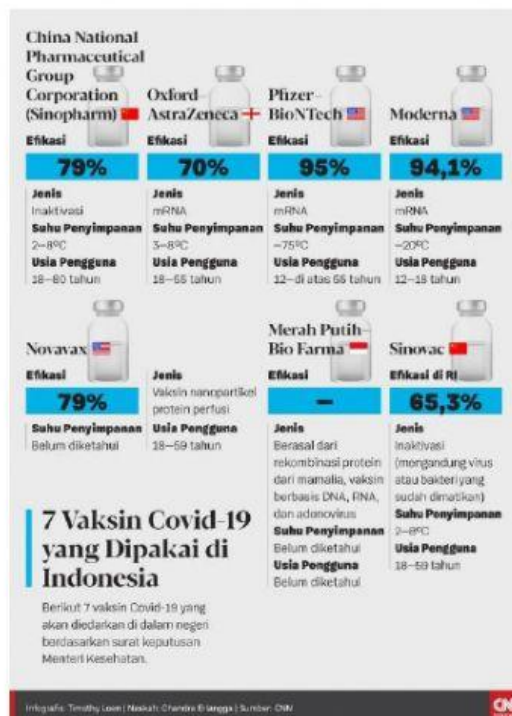 China National
Pharmaceutical
Group
Corporation
(Sinopharm)
Efikasi
79%
Jenis
Inaktivasi
Suhu Penyimpanan
2–8ºC
Usia Pengguna
18–80 tahun
Oxford–
AstraZeneca
Efikasi
70%
Jenis
mRNA
Suhu Penyimpanan
3–8ºC
Usia Pengguna
18–55 tahun
Pfizer–
BioNTech
Efikasi
95%
Jenis
mRNA
Suhu Penyimpanan
–75ºC
Usia Pengguna
12–di atas 55 tahun
Moderna
Efikasi
94,1%
Jenis
mRNA
Suhu Penyimpanan
–20ºC
Usia Pengguna
12–18 tahun
Novavax
Efikasi
79%
Suhu Penyimpanan
Belum diketahui
Jenis
Vaksin nanopartikel
protein perfusi
Usia Pengguna
18–59 tahun
Merah Putih–
Bio Farma
Efikasi
–
Jenis
Berasal dari
rekombinasi protein
dari mamalia, vaksin
berbasis DNA, RNA,
dan adenovirus
Suhu Penyimpanan
Belum diketahui
Usia Pengguna
Belum diketahui
Sinovac
Efikasi di RI
65,3%
Jenis
Inaktivasi
(mengandung virus
atau bakteri yang
sudah dimatikan)
Suhu Penyimpanan
2–8ºC
Usia Pengguna
18–59 tahun
7 Vaksin Covid-19
yang Dipakai di
Indonesia
Berikut 7 vaksin Covid-19 yang
akan diedarkan di dalam negeri
berdasarkan surat keputusan
Menteri Kesehatan.
Infografis: Timothy Loen | Naskah: Chandra Erlangga | Sumber: CNN
CN